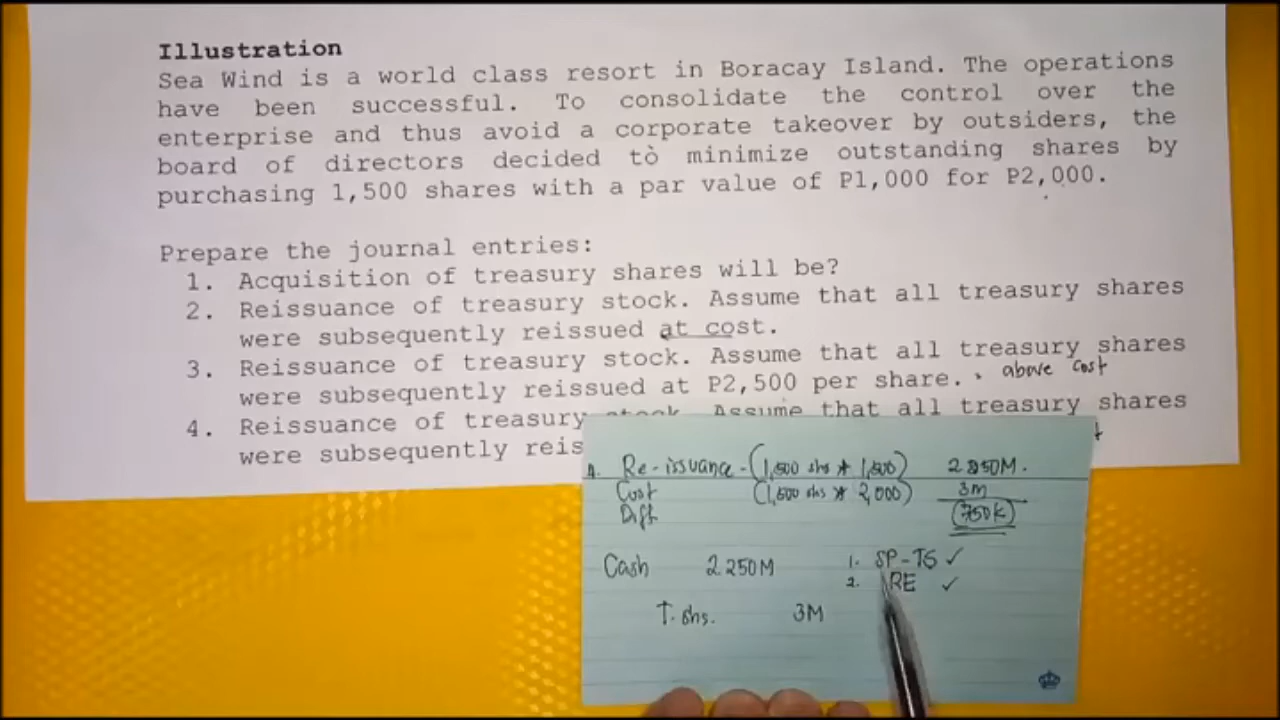 Illustration
Sea Wind is a world class resort in Boracay Island. The operations
have been successful. To consolidate the control over the
enterprise and thus avoid a corporate takeover by outsiders, the
board of directors decided tò minimize outstanding shares by
purchasing 1,500 shares with a par value of P1,000 for P2,000.
Prepare the journal entries:
1. Acquisition of treasury shares will be?
2. Reissuance of treasury stock. Assume that all treasury shares
were subsequently reissued at cost.
3. Reissuance of treasury stock. Assume that all treasury shares
were subsequently reissued at P2,500 per share. above cost
4. Reissuance of treasury stock. Assume that all treasury shares
were subsequently reis
4. Re-issuance - (1,500 shs * 1,500) 2 250M.
Cost (1,500 shs * 2,000) 3m
Diff (750K)
Cash 2.250M 1. SP-TS ✓
2. RE ✓
T. shs. 3M